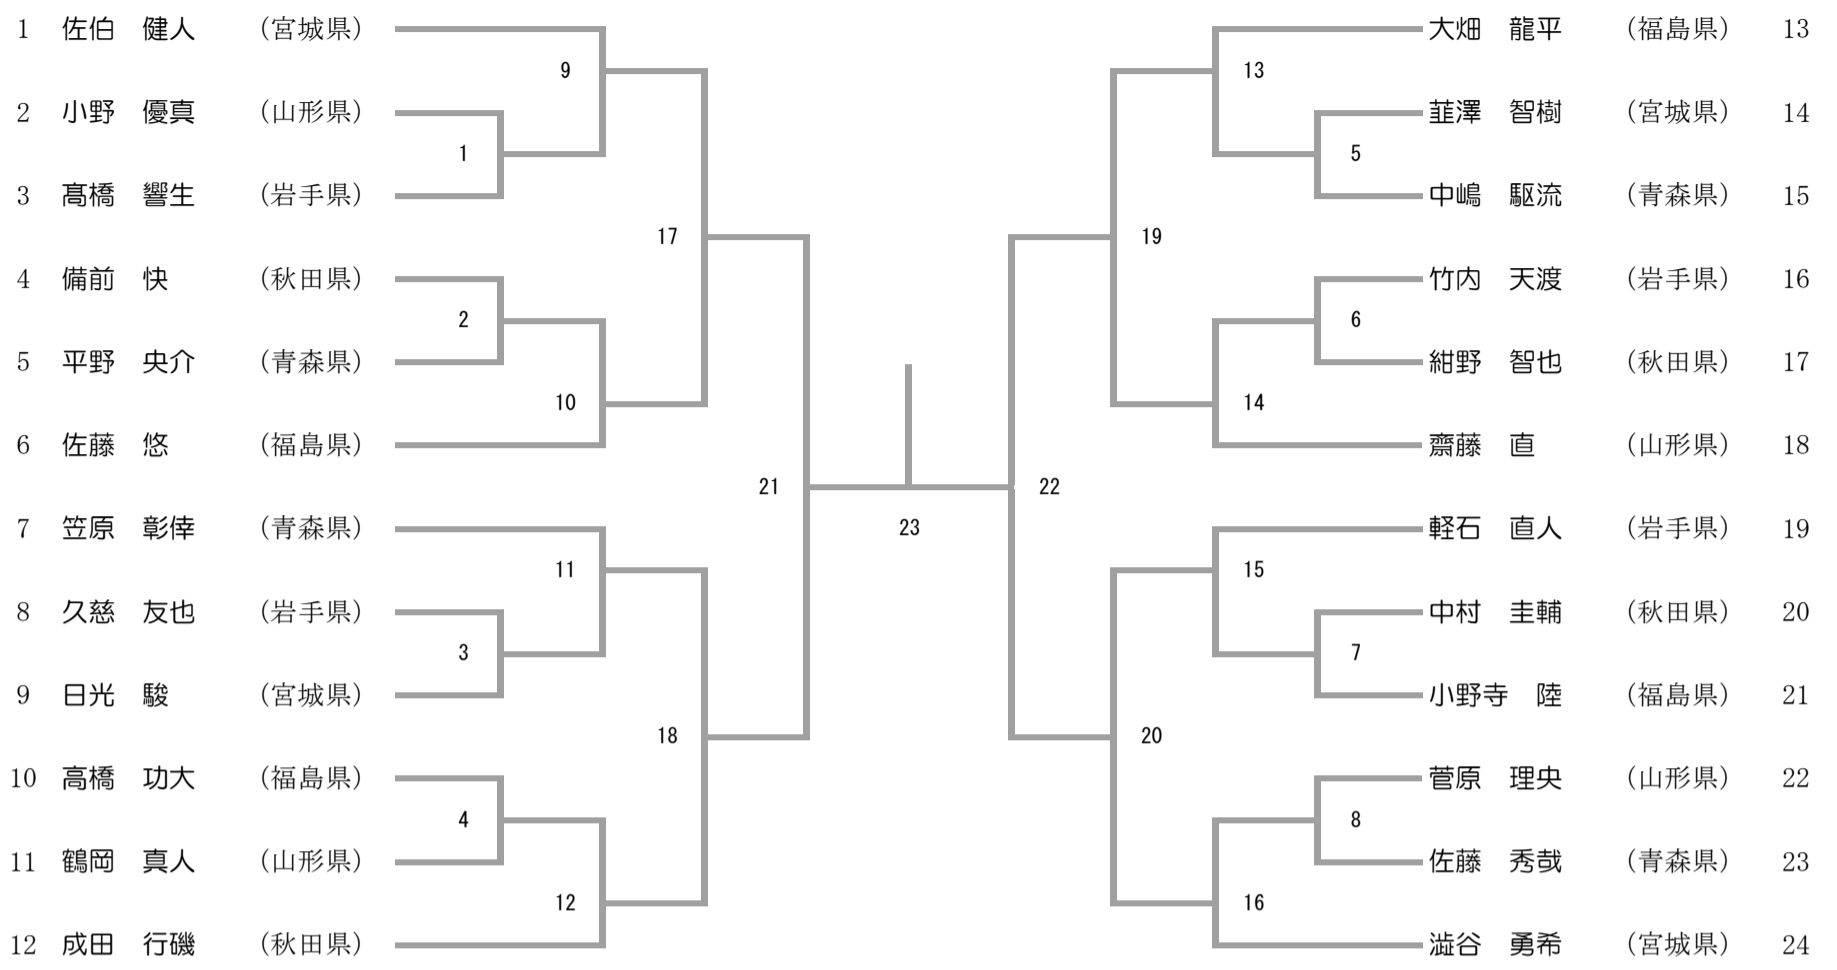 1 佐伯 健人 （宮城県） 大畑 龍平 （福島県） 13
9 13
2 小野 優真 （山形県） 韮澤 智樹 （宮城県） 14
1 5
3 髙橋 響生 （岩手県） 中嶋 駆流 （青森県） 15
17 19
4 備前 快 （秋田県） 竹内 天渡 （岩手県） 16
2 6
5 平野 央介 （青森県） 紺野 智也 （秋田県） 17
10 14
6 佐藤 悠 （福島県） 齋藤 直 （山形県） 18
21 22
7 笠原 彰倖 （青森県） 23 軽石 直人 （岩手県） 19
11 15
8 久慈 友也 （岩手県） 中村 圭輔 （秋田県） 20
3 7
9 日光 駿 （宮城県） 小野寺 陸 （福島県） 21
18 20
10 高橋 功大 （福島県） 菅原 理央 （山形県） 22
4 8
11 鶴岡 真人 （山形県） 佐藤 秀哉 （青森県） 23
12 16
12 成田 行磯 （秋田県） 澁谷 勇希 （宮城県） 24